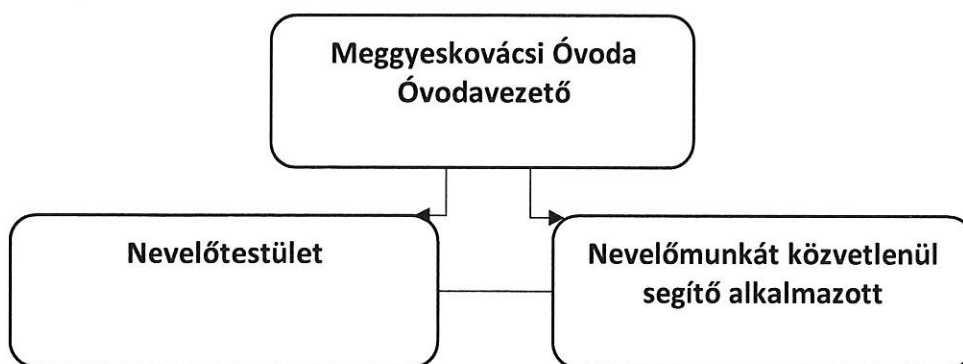 Meggyeskovácsi Óvoda
Óvodavezető
Nevelőtestület
Nevelőmunkát közvetlenül
segítő alkalmazott